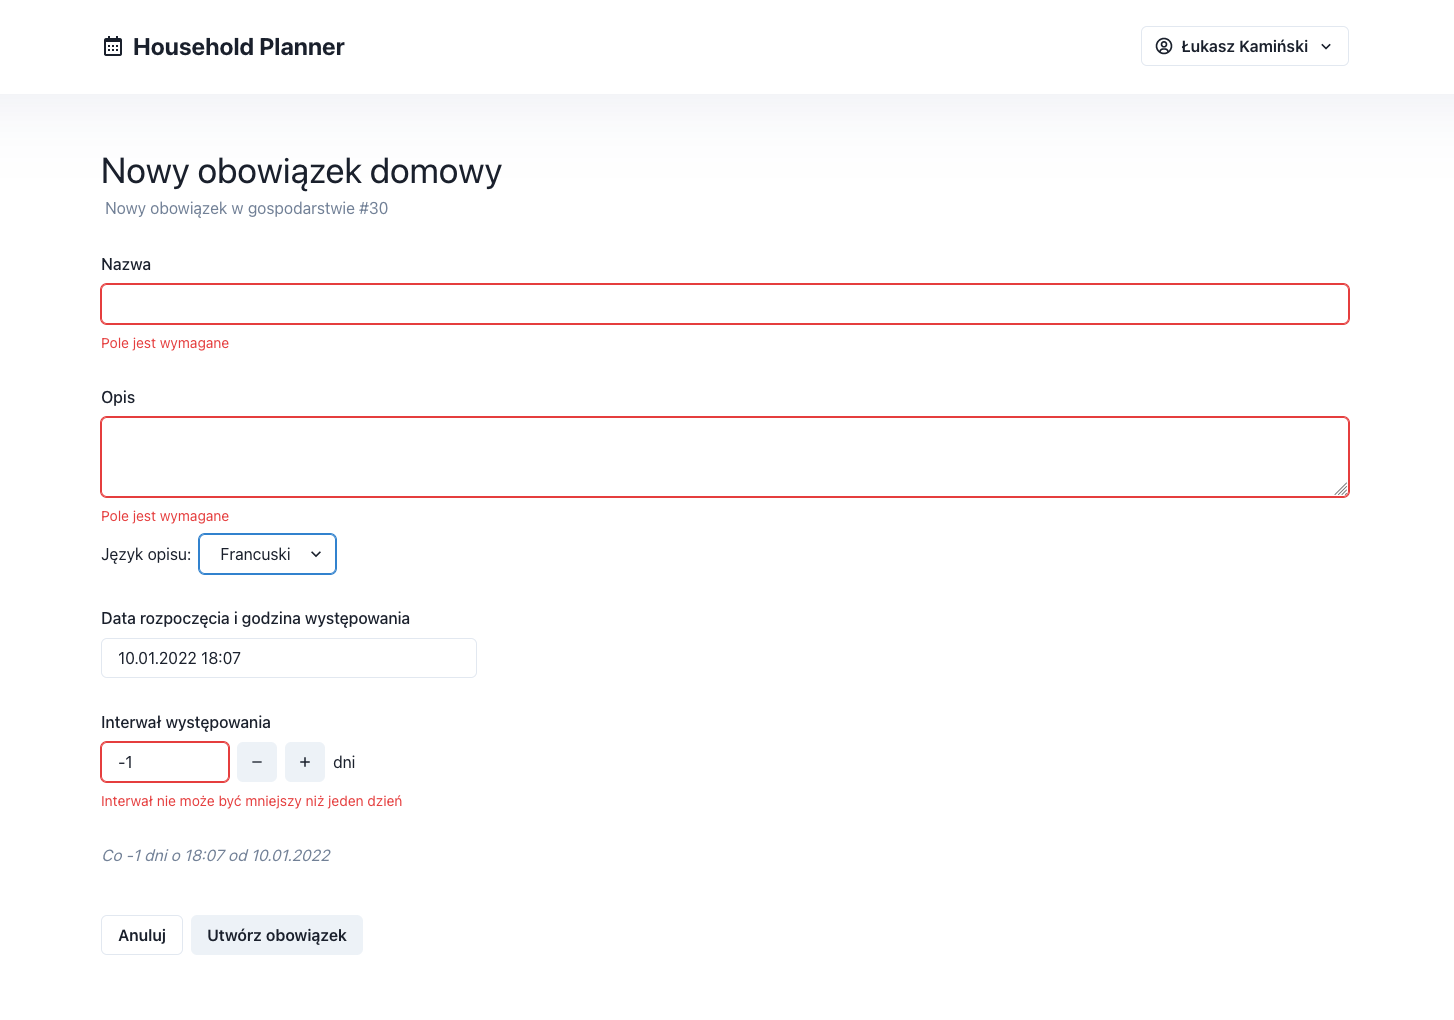 Household Planner
Łukasz Kamiński
Nowy obowiązek domowy
Nowy obowiązek w gospodarstwie #30
Nazwa
Pole jest wymagane
Opis
Pole jest wymagane
Język opisu: Francuski
Data rozpoczęcia i godzina występowania
10.01.2022 18:07
Interwał występowania
-1 − + dni
Interwał nie może być mniejszy niż jeden dzień
Co -1 dni o 18:07 od 10.01.2022
Anuluj Utwórz obowiązek